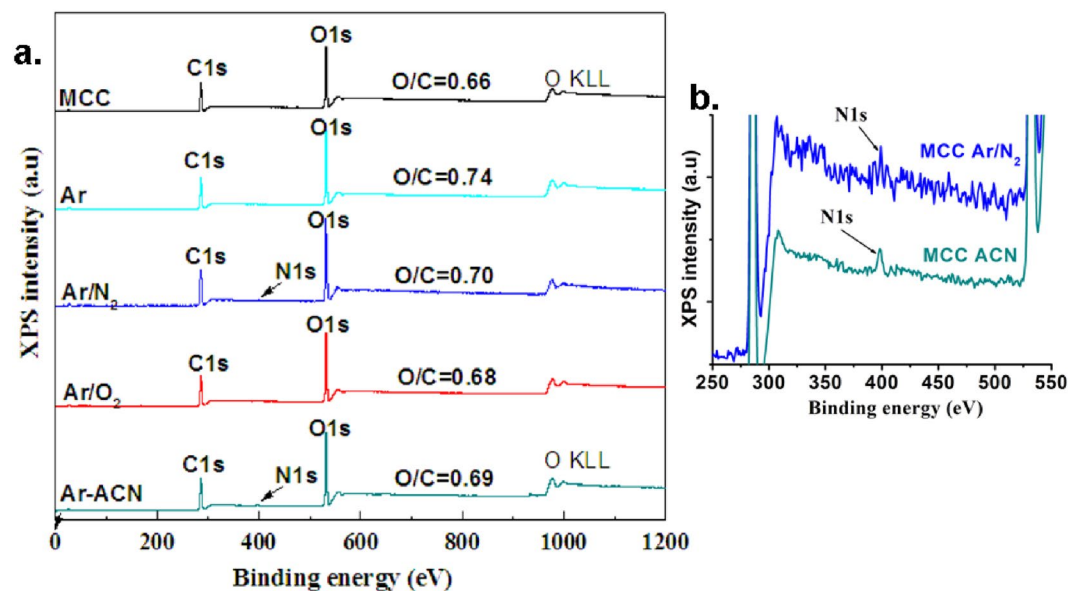 a.
XPS intensity (a.u)
MCC
C1s
O1s
O/C=0.66
O KLL
Ar
C1s
O1s
O/C=0.74
Ar/N₂
C1s
N1s
O1s
O/C=0.70
Ar/O₂
C1s
O1s
O/C=0.68
Ar-ACN
C1s
N1s
O1s
O/C=0.69
O KLL
0 200 400 600 800 1000 1200
Binding energy (eV)
b.
XPS intensity (a.u)
N1s
MCC Ar/N₂
N1s
MCC ACN
250 300 350 400 450 500 550
Binding energy (eV)